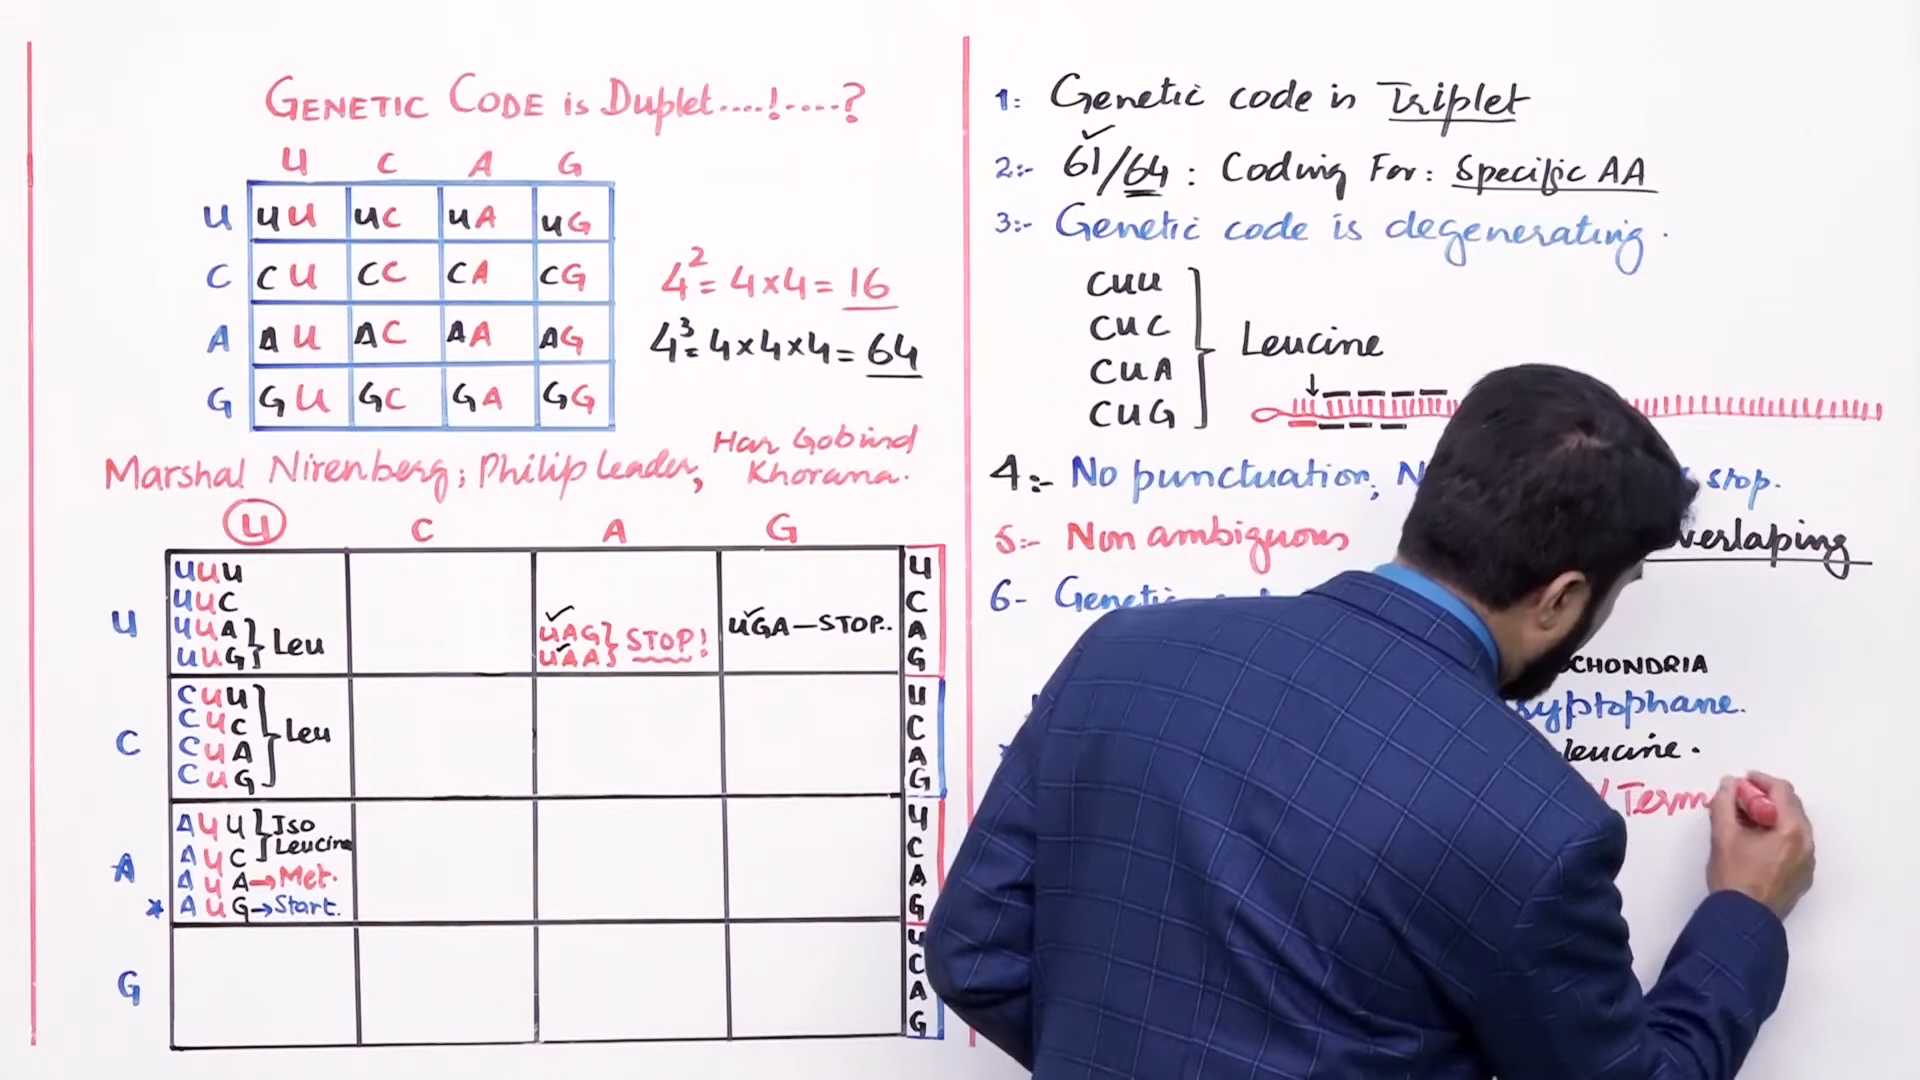 GENETIC CODE is Duplet....!.....?
U C A G
U UU UC UA UG
C CU CC CA CG
A AU AC AA AG
G GU GC GA GG
4²= 4×4= 16
4³= 4×4×4= 64
Marshal Nirenberg; Philip Leader, Har Gobind Khorana.
U C A G
U
UUU
UUC
UUA
UUG } Leu
UAG
UAA } STOP!
UGA—STOP..
U
C
A
G
C
CUU
CUC
CUA
CUG } Leu
U
C
A
G
A
AUU
AUC } Iso Leucine
AUA→Met.
* AUG→Start.
U
C
A
G
G
U
C
A
G
1: Genetic code is Triplet
2:- 61/64 : Coding For: Specific AA
3:- Genetic code is degenerating.
CUU
CUC
CUA
CUG } Leucine
4:- No punctuation, stop.
5:- Non ambiguous verlaping
6- Genetic
CHONDRIA
yptophane.
leucine.
/ Term